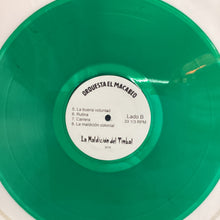 ORQUESTA EL MACABEO
5. La buena voluntad
6. Rutina
7. Cantera
8. La maldición colonial
Lado B
33 1/3 RPM
La Maldición del Timbal